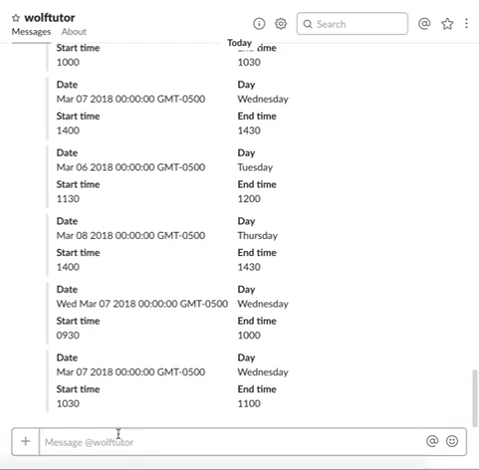 wolftutor
Messages About
Search
Today
Start time End time
1000 1030
Date Day
Mar 07 2018 00:00:00 GMT-0500 Wednesday
Start time End time
1400 1430
Date Day
Mar 06 2018 00:00:00 GMT-0500 Tuesday
Start time End time
1130 1200
Date Day
Mar 08 2018 00:00:00 GMT-0500 Thursday
Start time End time
1400 1430
Date Day
Wed Mar 07 2018 00:00:00 GMT-0500 Wednesday
Start time End time
0930 1000
Date Day
Mar 07 2018 00:00:00 GMT-0500 Wednesday
Start time End time
1030 1100
Message @wolftutor